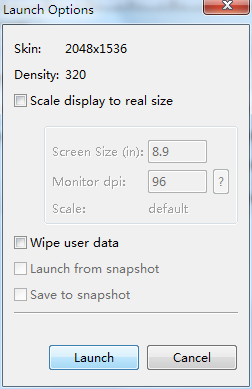 Launch Options
Skin: 2048x1536
Density: 320
Scale display to real size
Screen Size (in): 8.9
Monitor dpi: 96 ?
Scale: default
Wipe user data
Launch from snapshot
Save to snapshot
Launch Cancel